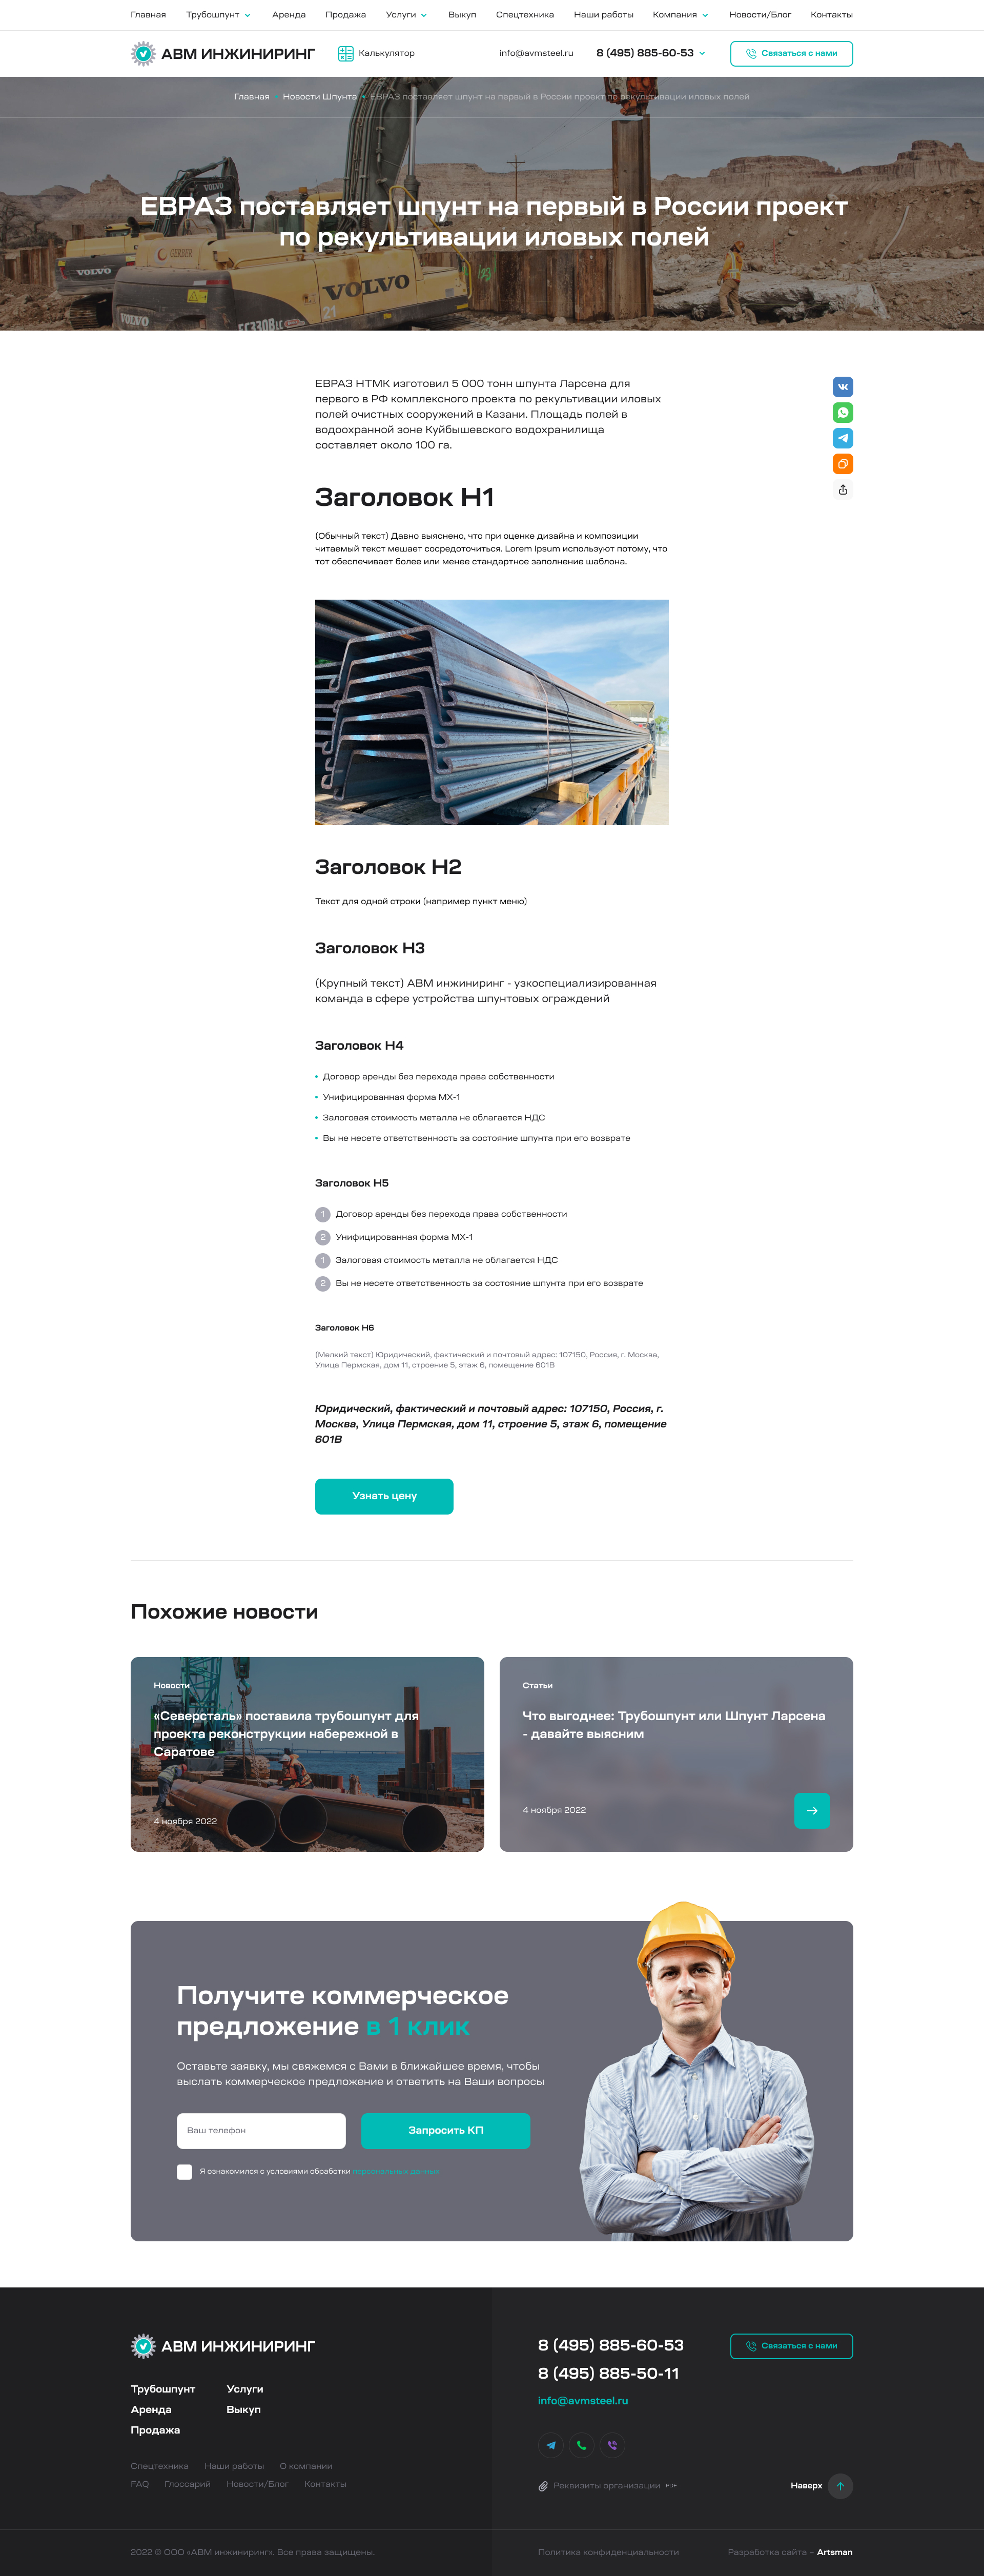 Главная Трубошпунт Аренда Продажа Услуги Выкуп Спецтехника Наши работы Компания Новости/Блог Контакты
АВМ ИНЖИНИРИНГ Калькулятор info@avmsteel.ru 8 (495) 885-60-53 Связаться с нами
Главная Новости Шпунта ЕВРАЗ поставляет шпунт на первый в России проект по рекультивации иловых полей
ЕВРАЗ поставляет шпунт на первый в России проект
по рекультивации иловых полей
VOLVO
VOLVO
VOLVO
GERBER
VOLVO
21
EC330BLC
ЕВРАЗ НТМК изготовил 5 000 тонн шпунта Ларсена для
первого в РФ комплексного проекта по рекультивации иловых
полей очистных сооружений в Казани. Площадь полей в
водоохранной зоне Куйбышевского водохранилища
составляет около 100 га.
Заголовок H1
(Обычный текст) Давно выяснено, что при оценке дизайна и композиции
читаемый текст мешает сосредоточиться. Lorem Ipsum используют потому, что
тот обеспечивает более или менее стандартное заполнение шаблона.
Заголовок H2
Текст для одной строки (например пункт меню)
Заголовок H3
(Крупный текст) АВМ инжиниринг - узкоспециализированная
команда в сфере устройства шпунтовых ограждений
Заголовок H4
Договор аренды без перехода права собственности
Унифицированная форма МХ-1
Залоговая стоимость металла не облагается НДС
Вы не несете ответственность за состояние шпунта при его возврате
Заголовок H5
1 Договор аренды без перехода права собственности
2 Унифицированная форма МХ-1
1 Залоговая стоимость металла не облагается НДС
2 Вы не несете ответственность за состояние шпунта при его возврате
Заголовок H6
(Мелкий текст) Юридический, фактический и почтовый адрес: 107150, Россия, г. Москва,
Улица Пермская, дом 11, строение 5, этаж 6, помещение 601В
Юридический, фактический и почтовый адрес: 107150, Россия, г.
Москва, Улица Пермская, дом 11, строение 5, этаж 6, помещение
601В
Узнать цену
Похожие новости
Новости
«Северсталь» поставила трубошпунт для
проекта реконструкции набережной в
Саратове
4 ноября 2022
Статьи
Что выгоднее: Трубошпунт или Шпунт Ларсена
- давайте выясним
4 ноября 2022
Получите коммерческое
предложение в 1 клик
Оставьте заявку, мы свяжемся с Вами в ближайшее время, чтобы
выслать коммерческое предложение и ответить на Ваши вопросы
Ваш телефон Запросить КП
Я ознакомился с условиями обработки персональных данных
АВМ ИНЖИНИРИНГ
Трубошпунт Услуги
Аренда Выкуп
Продажа
Спецтехника Наши работы О компании
FAQ Глоссарий Новости/Блог Контакты
8 (495) 885-60-53 Связаться с нами
8 (495) 885-50-11
info@avmsteel.ru
Реквизиты организации PDF Наверх
2022 © ООО «АВМ инжиниринг». Все права защищены. Политика конфиденциальности Разработка сайта – Artsman